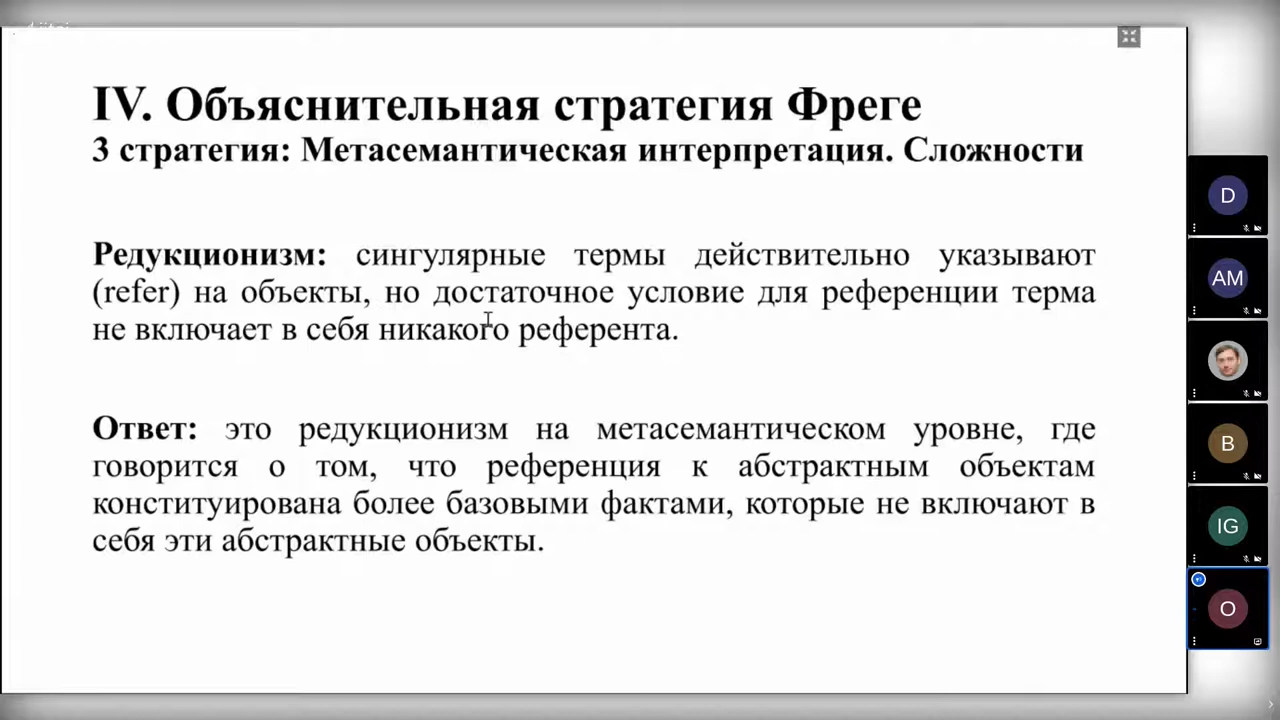 IV. Объяснительная стратегия Фреге
3 стратегия: Метасемантическая интерпретация. Сложности
Редукционизм: сингулярные термы действительно указывают
(refer) на объекты, но достаточное условие для референции терма
не включает в себя никакого референта.
Ответ: это редукционизм на метасемантическом уровне, где
говорится о том, что референция к абстрактным объектам
конституирована более базовыми фактами, которые не включают в
себя эти абстрактные объекты.
D
AM
B
IG
O